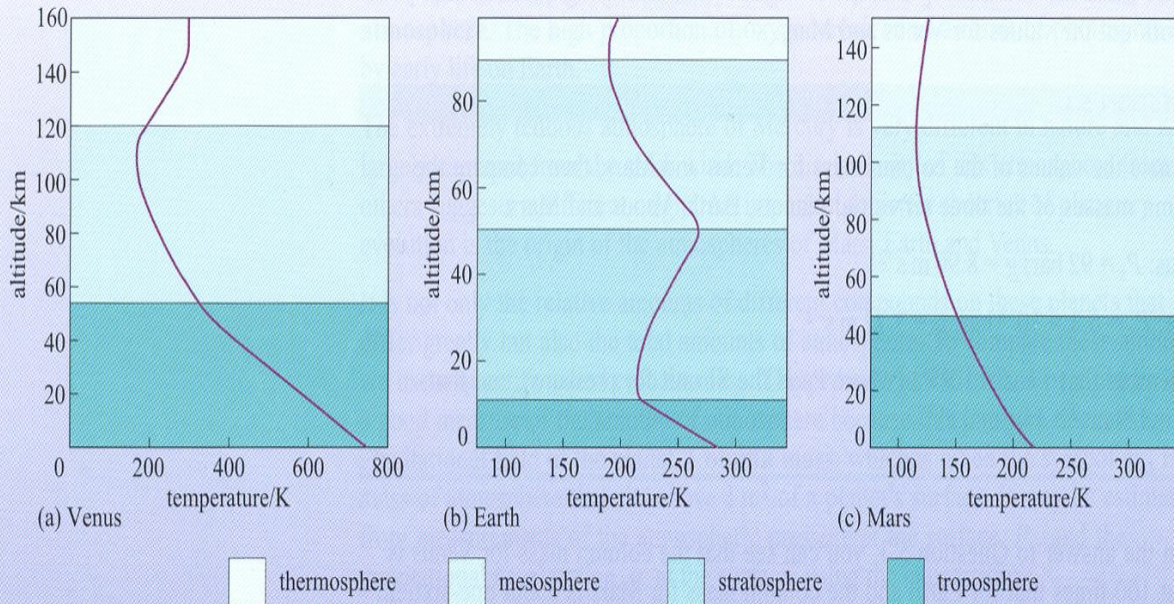 160
140
120
100
80
60
40
20
altitude/km
0
200
400
600
800
temperature/K
(a) Venus
80
60
40
20
0
altitude/km
100
150
200
250
300
temperature/K
(b) Earth
140
120
100
80
60
40
20
0
altitude/km
100
150
200
250
300
temperature/K
(c) Mars
thermosphere
mesosphere
stratosphere
troposphere